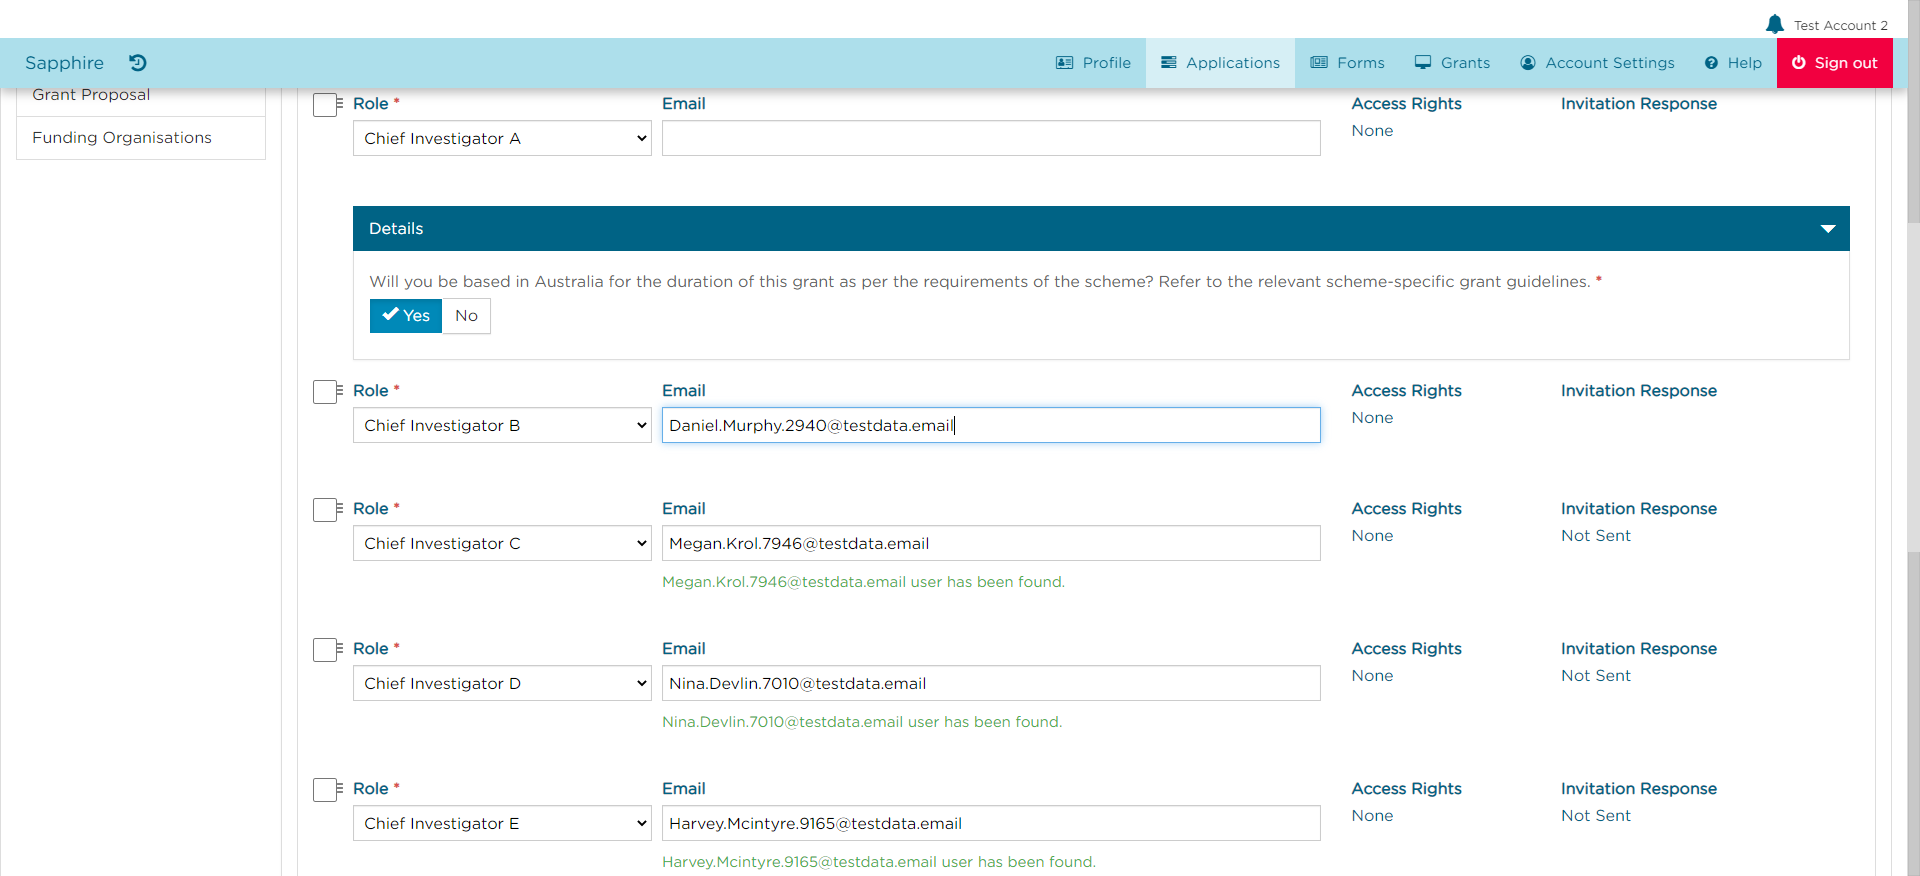 Test Account 2
Sapphire
Profile
Applications
Forms
Grants
Account Settings
Help
Sign out
Grant Proposal
Funding Organisations
Role *
Email
Access Rights
Invitation Response
Chief Investigator A
None
Details
Will you be based in Australia for the duration of this grant as per the requirements of the scheme? Refer to the relevant scheme-specific grant guidelines. *
Yes
No
Role *
Email
Access Rights
Invitation Response
Chief Investigator B
Daniel.Murphy.2940@testdata.email
None
Role *
Email
Access Rights
Invitation Response
Chief Investigator C
Megan.Krol.7946@testdata.email
None
Not Sent
Megan.Krol.7946@testdata.email user has been found.
Role *
Email
Access Rights
Invitation Response
Chief Investigator D
Nina.Devlin.7010@testdata.email
None
Not Sent
Nina.Devlin.7010@testdata.email user has been found.
Role *
Email
Access Rights
Invitation Response
Chief Investigator E
Harvey.Mcintyre.9165@testdata.email
None
Not Sent
Harvey.Mcintyre.9165@testdata.email user has been found.